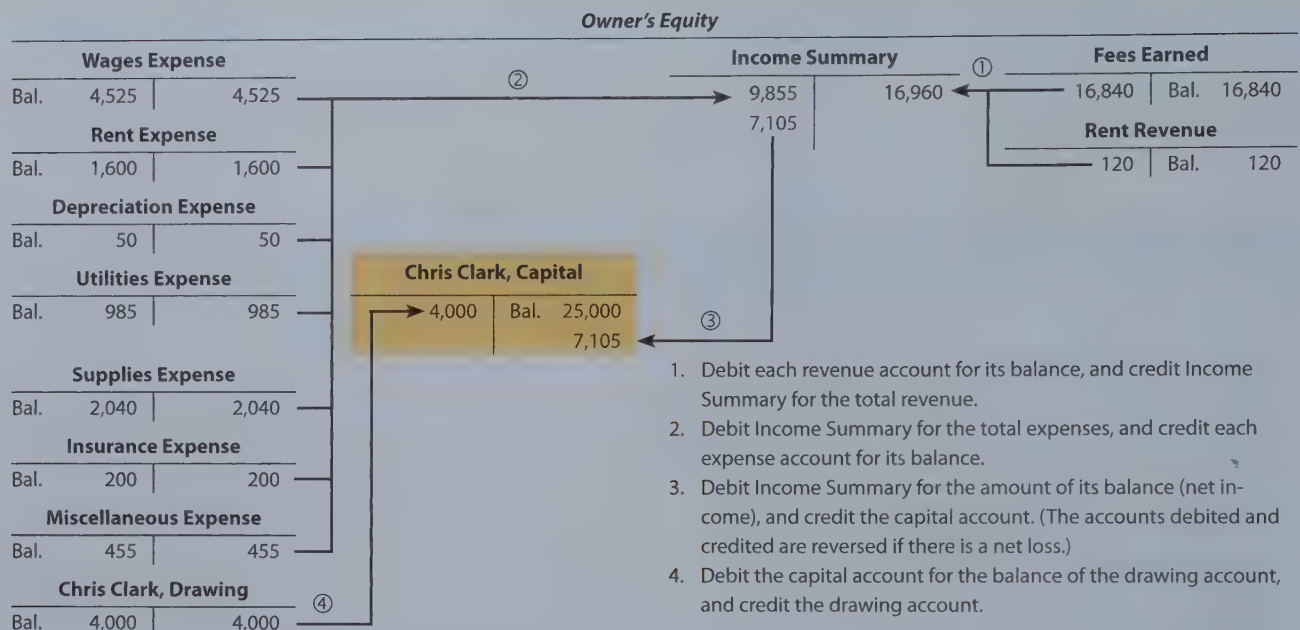 Owner's Equity
Wages Expense
Bal. 4,525 4,525
Rent Expense
Bal. 1,600 1,600
Depreciation Expense
Bal. 50 50
Utilities Expense
Bal. 985 985
Supplies Expense
Bal. 2,040 2,040
Insurance Expense
Bal. 200 200
Miscellaneous Expense
Bal. 455 455
Chris Clark, Drawing
Bal. 4,000 4,000
②
④
Chris Clark, Capital
4,000 Bal. 25,000
7,105
③
Income Summary
9,855 16,960
7,105
①
Fees Earned
16,840 Bal. 16,840
Rent Revenue
120 Bal. 120
1. Debit each revenue account for its balance, and credit Income
Summary for the total revenue.
2. Debit Income Summary for the total expenses, and credit each
expense account for its balance.
3. Debit Income Summary for the amount of its balance (net in-
come), and credit the capital account. (The accounts debited and
credited are reversed if there is a net loss.)
4. Debit the capital account for the balance of the drawing account,
and credit the drawing account.